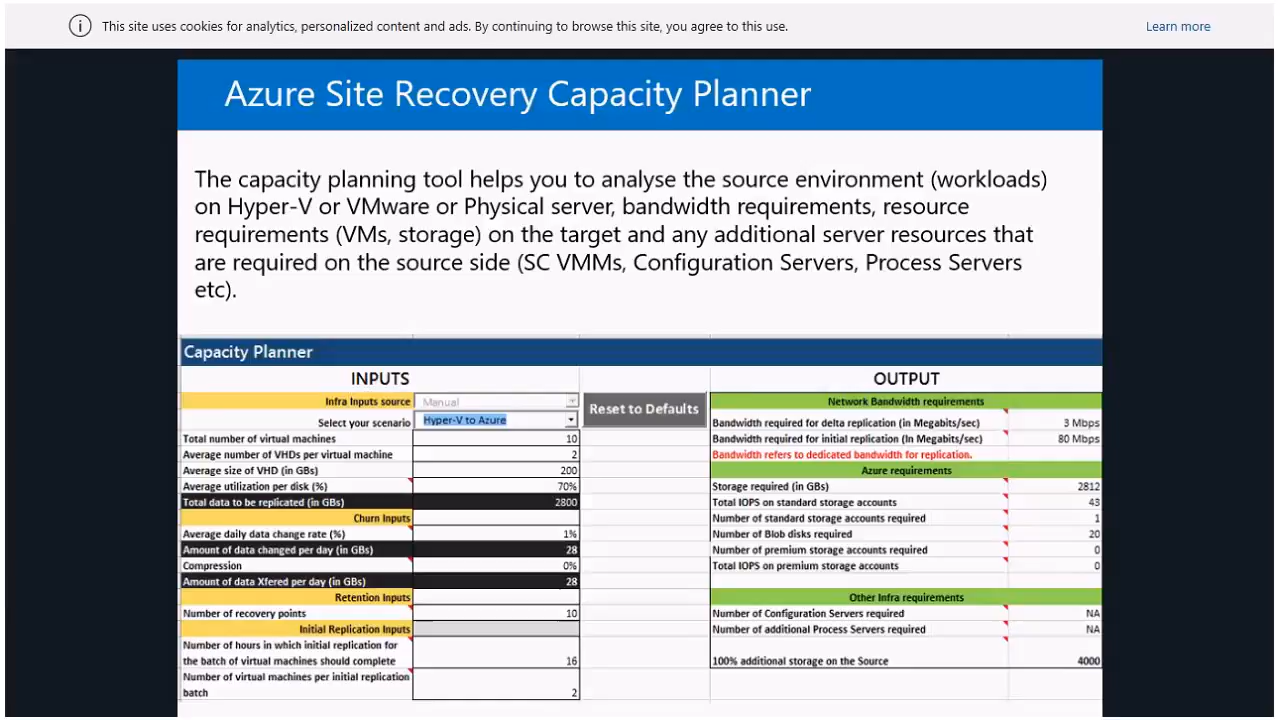 This site uses cookies for analytics, personalized content and ads. By continuing to browse this site, you agree to this use.
Learn more
Azure Site Recovery Capacity Planner
The capacity planning tool helps you to analyse the source environment (workloads)
on Hyper-V or VMware or Physical server, bandwidth requirements, resource
requirements (VMs, storage) on the target and any additional server resources that
are required on the source side (SC VMMs, Configuration Servers, Process Servers
etc).
Capacity Planner
INPUTS
Infra Inputs source Manual
Select your scenario Hyper-V to Azure
Total number of virtual machines 10
Average number of VHDs per virtual machine 2
Average size of VHD (in GBs) 200
Average utilization per disk (%) 70%
Total data to be replicated (in GBs) 2800
Churn Inputs
Average daily data change rate (%) 1%
Amount of data changed per day (in GBs) 28
Compression 0%
Amount of data Xfered per day (in GBs) 28
Retention Inputs
Number of recovery points 10
Initial Replication Inputs
Number of hours in which initial replication for
the batch of virtual machines should complete 16
Number of virtual machines per initial replication
batch 2
Reset to Defaults
OUTPUT
Network Bandwidth requirements
Bandwidth required for delta replication (in Megabits/sec) 3 Mbps
Bandwidth required for initial replication (In Megabits/sec) 80 Mbps
Bandwidth refers to dedicated bandwidth for replication.
Azure requirements
Storage required (in GBs) 2812
Total IOPS on standard storage accounts 43
Number of standard storage accounts required 1
Number of Blob disks required 20
Number of premium storage accounts required 0
Total IOPS on premium storage accounts 0
Other Infra requirements
Number of Configuration Servers required NA
Number of additional Process Servers required NA
100% additional storage on the Source 4000